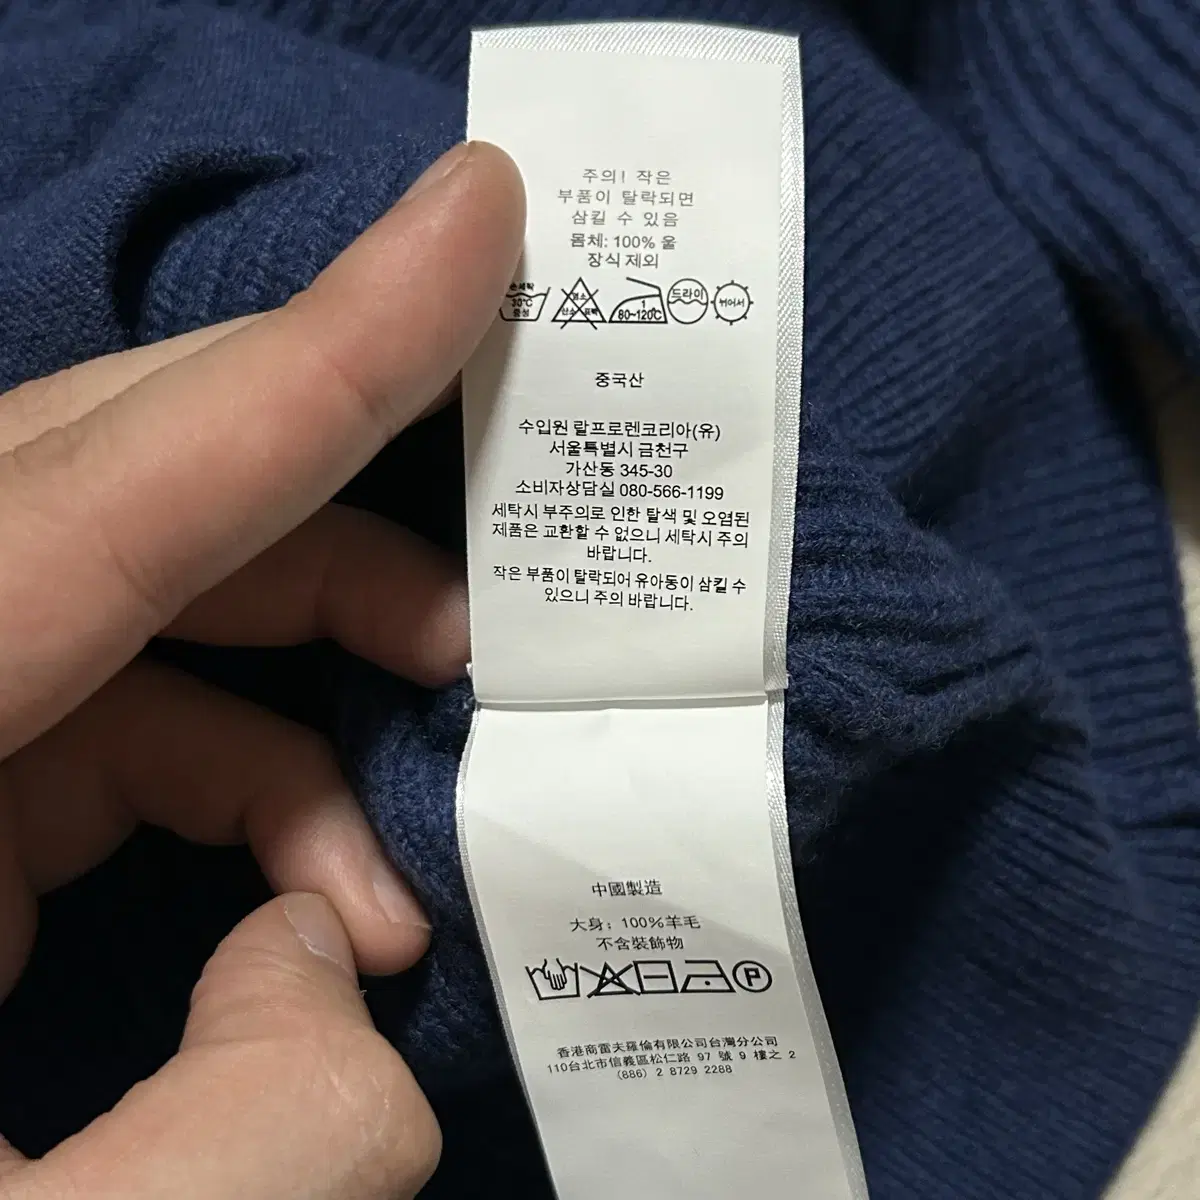 주의! 작은
부품이 탈락되면
삼킬 수 있음
몸체: 100% 울
장식 제외
손세탁
30℃
중성
염소
산소 표백
1
80~120℃
드라이
뉘어서
중국산
수입원 랄프로렌코리아(유)
서울특별시 금천구
가산동 345-30
소비자상담실 080-566-1199
세탁시 부주의로 인한 탈색 및 오염된
제품은 교환할 수 없으니 세탁시 주의
바랍니다.
작은 부품이 탈락되어 유아동이 삼킬 수
있으니 주의 바랍니다.
中國製造
大身: 100%羊毛
不含裝飾物
P
香港商雷夫羅倫有限公司台灣分公司
110台北市信義區松仁路 97 號 9 樓之 2
(886) 2 8729 2288